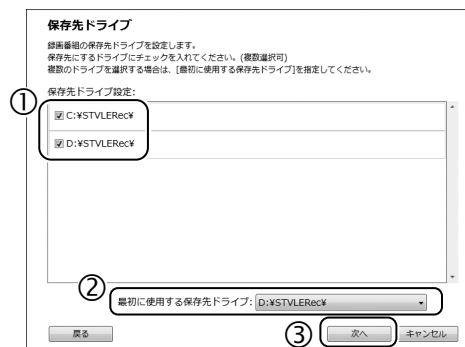 保存先ドライブ
録画番組の保存先ドライブを設定します。
保存先にするドライブにチェックを入れてください。(複数選択可)
複数のドライブを選択する場合は、[最初に使用する保存先ドライブ]を指定してください。
保存先ドライブ設定:
①
C:¥STVLERec¥
D:¥STVLERec¥
②
最初に使用する保存先ドライブ: D:¥STVLERec¥
戻る ③ 次へ キャンセル